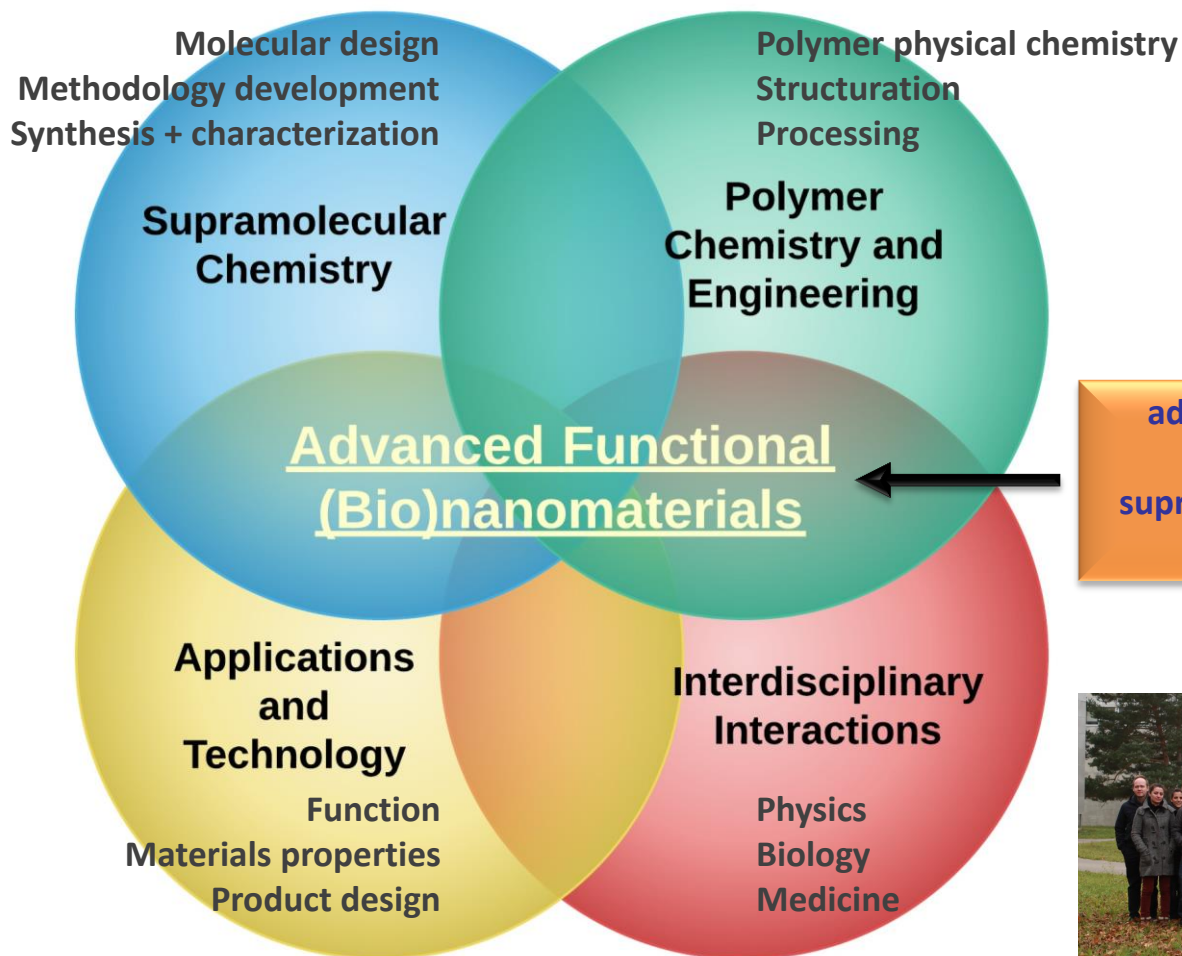 Molecular design
Methodology development
Synthesis + characterization
Polymer physical chemistry
Structuration
Processing
Supramolecular
Chemistry
Polymer
Chemistry and
Engineering
Advanced Functional
(Bio)nanomaterials
Applications
and
Technology
Function
Materials properties
Product design
Interdisciplinary
Interactions
Physics
Biology
Medicine